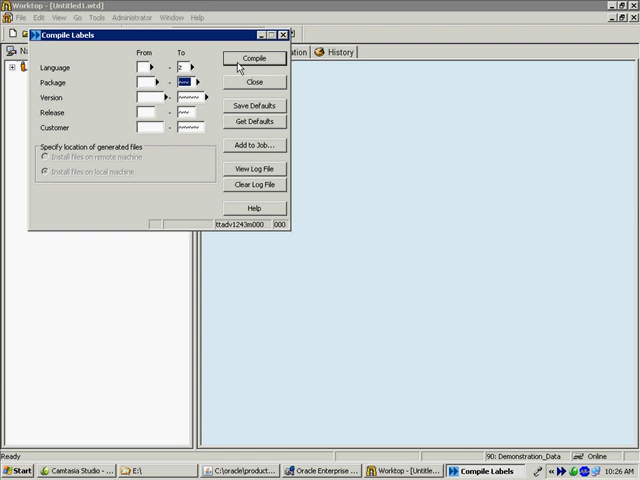 Worktop - [Untitled1.wtd]
File Edit View Go Tools Administrator Window Help
Compile Labels
From To
Language - z Compile
Package - ~~~ Close
Version - ~~~~~ Save Defaults
Release - ~~~ Get Defaults
Customer - ~~~~~
Add to Job...
Specify location of generated files
Install files on remote machine
Install files on local machine
View Log File
Clear Log File
Help
ttadv1243m000 000
History
Ready 90: Demonstration_Data Online
Start Camtasia Studio - ... E:\ C:\oracle\product... Oracle Enterprise ... Worktop - [Untitle... Compile Labels 10:26 AM